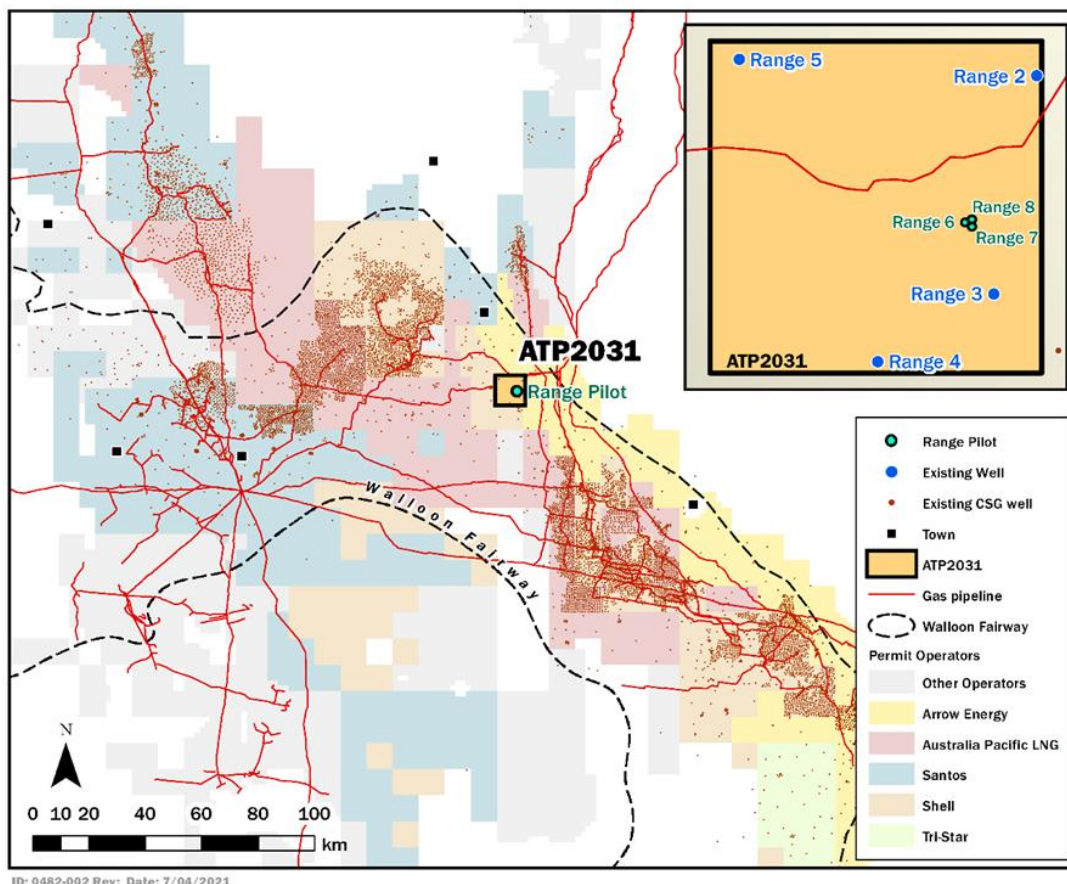 Range 5
Range 2
Range 8
Range 6
Range 7
Range 3
Range 4
ATP2031
ATP2031
Range Pilot
Walloon Fairway
Range Pilot
Existing Well
Existing CSG well
Town
ATP2031
Gas pipeline
Walloon Fairway
Permit Operators
Other Operators
Arrow Energy
Australia Pacific LNG
Santos
Shell
Tri-Star
N
0 10 20 40 60 80 100
km
ID: 0482-002 Rev: Date: 7/04/2021